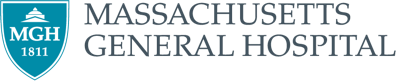 MGH
1811
MASSACHUSETTS
GENERAL HOSPITAL